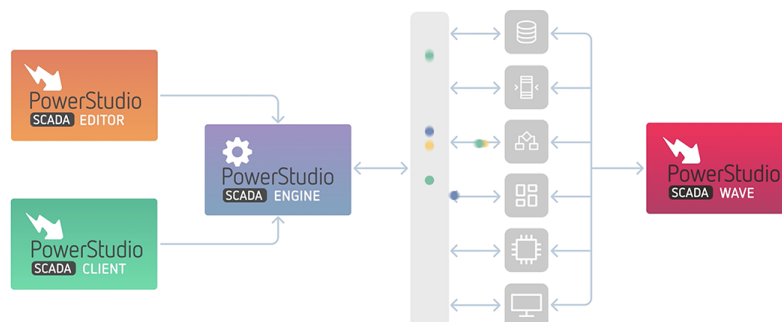 PowerStudio
SCADA EDITOR
PowerStudio
SCADA ENGINE
PowerStudio
SCADA CLIENT
PowerStudio
SCADA WAVE